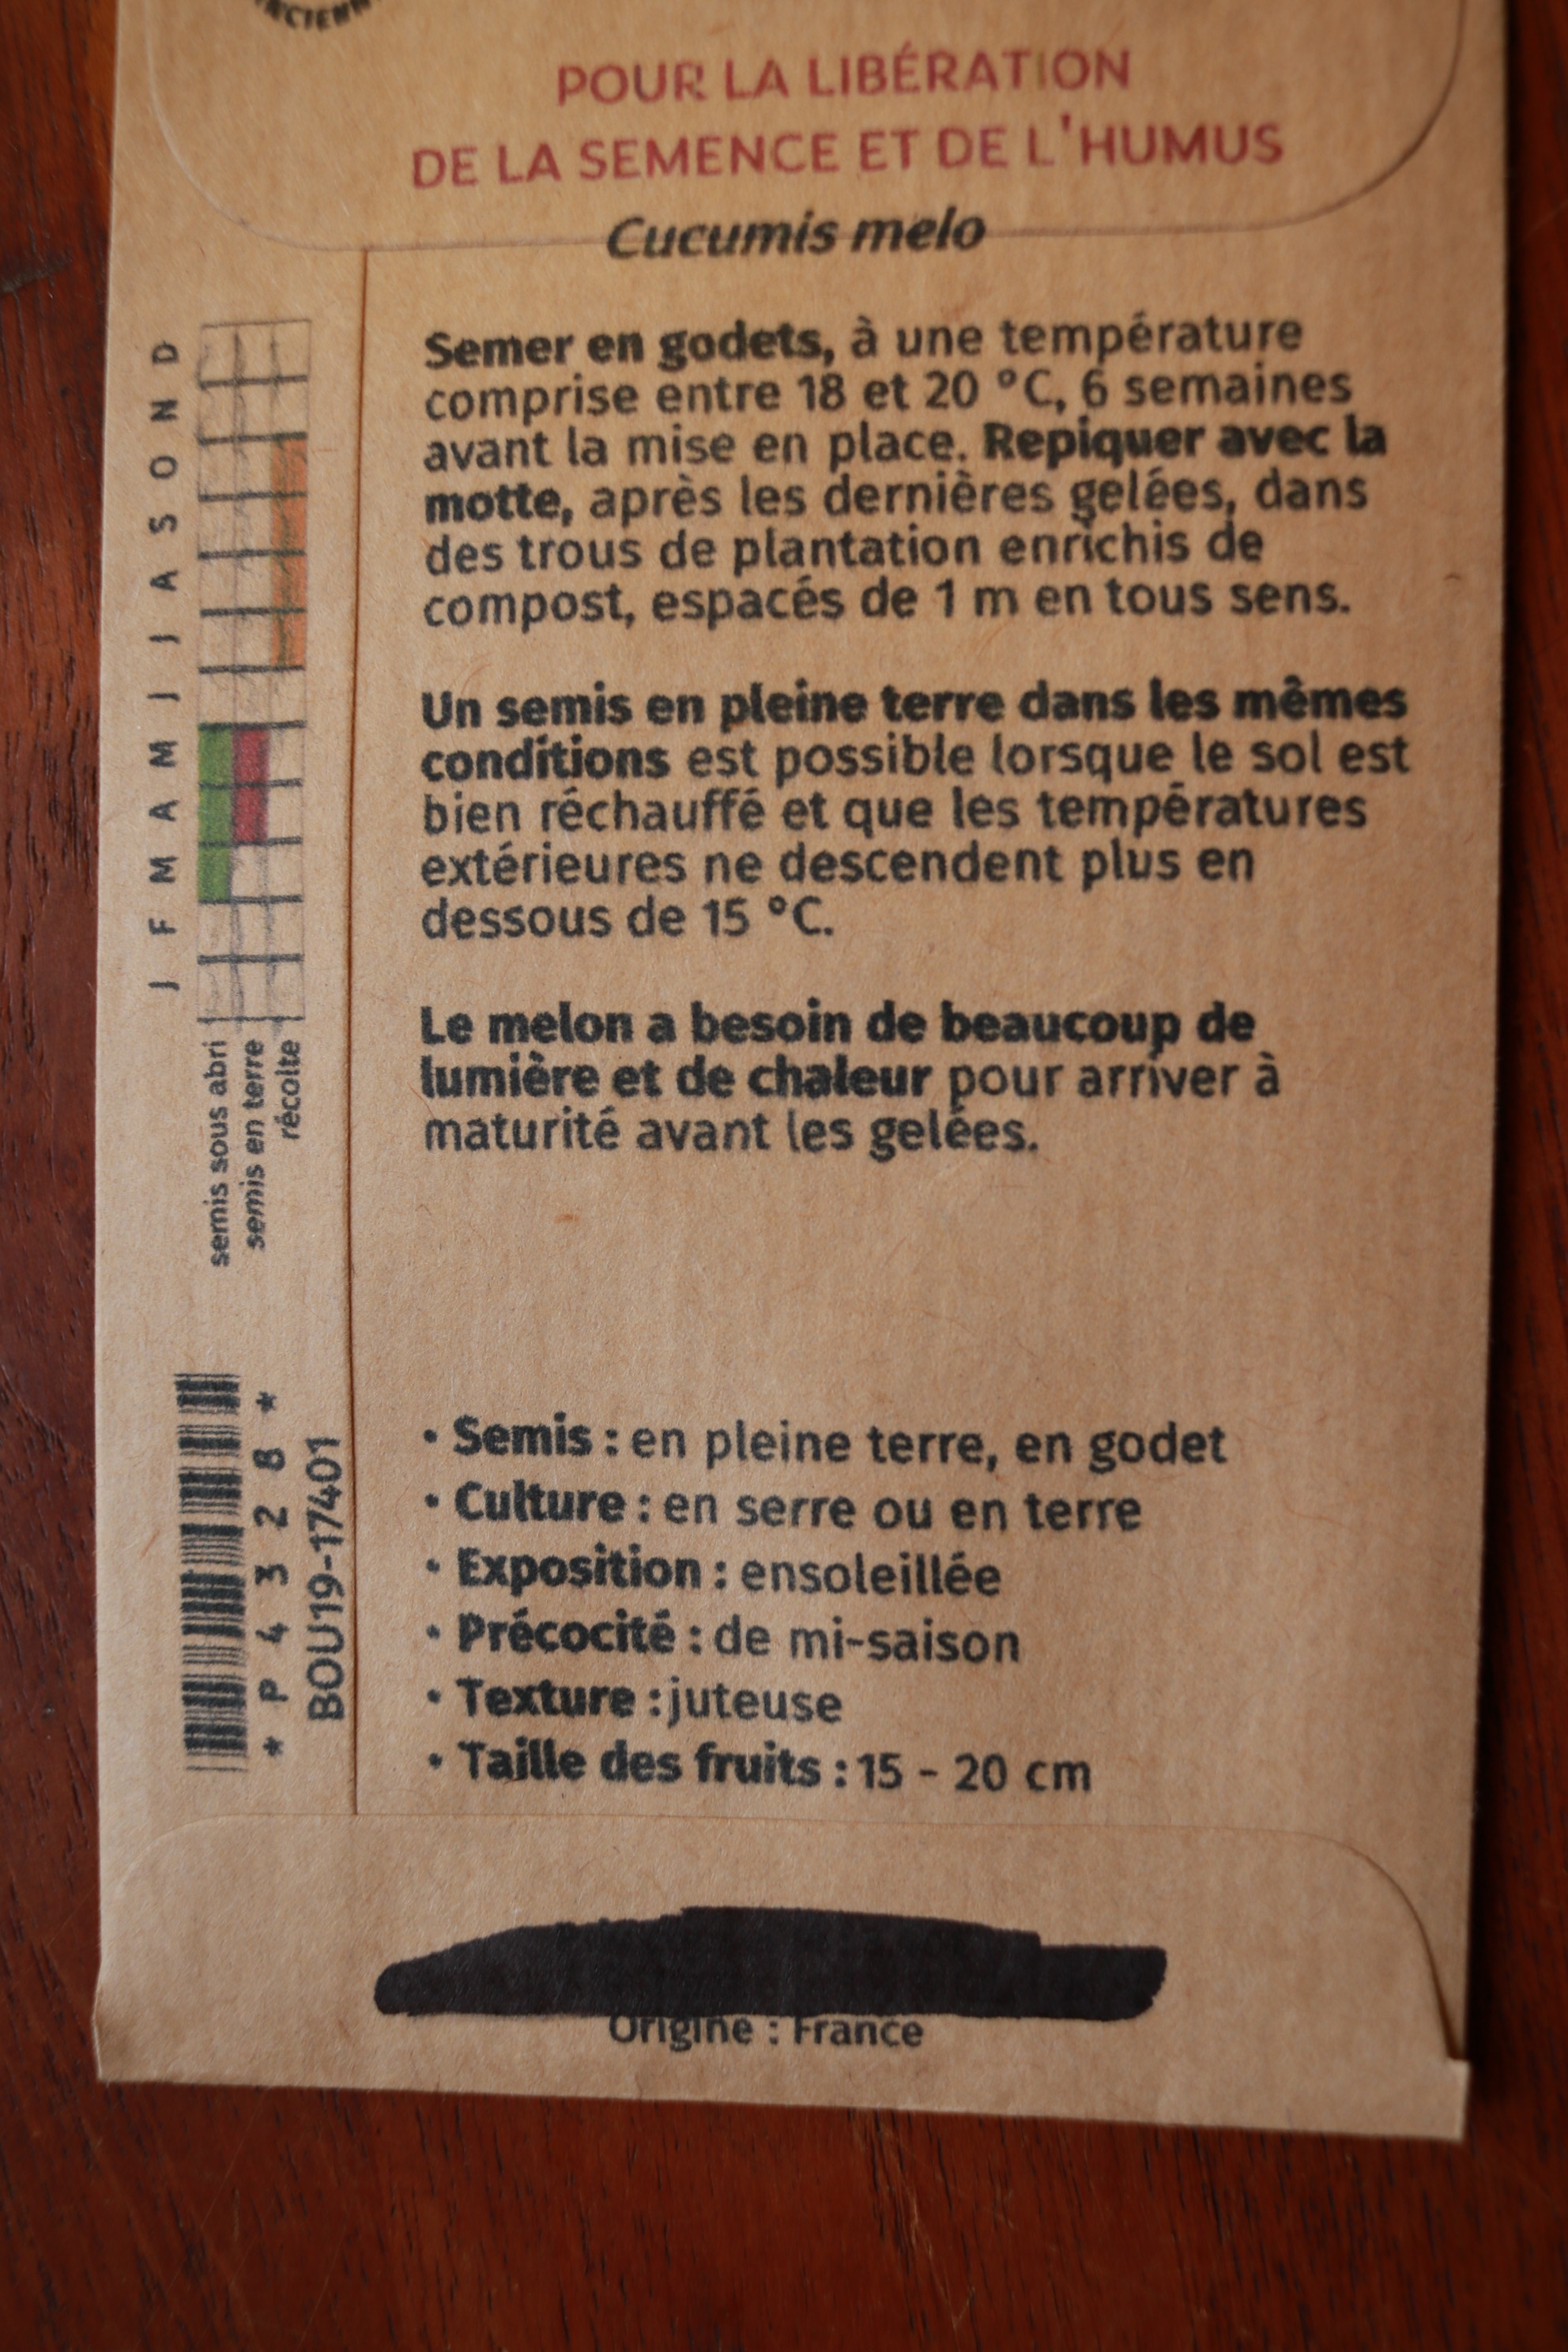 POUR LA LIBÉRATION
DE LA SEMENCE ET DE L'HUMUS
Cucumis melo
Semer en godets, à une température
comprise entre 18 et 20 °C, 6 semaines
avant la mise en place. Repiquer avec la
motte, après les dernières gelées, dans
des trous de plantation enrichis de
compost, espacés de 1 m en tous sens.
Un semis en pleine terre dans les mêmes
conditions est possible lorsque le sol est
bien réchauffé et que les températures
extérieures ne descendent plus en
dessous de 15 °C.
Le melon a besoin de beaucoup de
lumière et de chaleur pour arriver à
maturité avant les gelées.
• Semis : en pleine terre, en godet
• Culture : en serre ou en terre
• Exposition : ensoleillée
• Précocité : de mi-saison
• Texture : juteuse
• Taille des fruits : 15 - 20 cm
Origine : France
J F M A M J J A S O N D
semis sous abri
semis en terre
récolte
* P 4 3 2 8 *
BOU19-17401